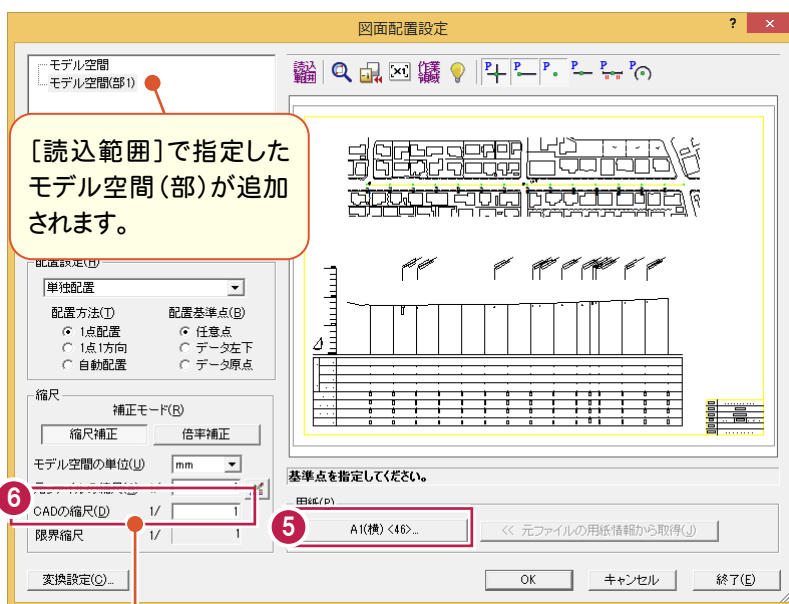 図面配置設定
? x
モデル空間
モデル空間(部1)
読込範囲
[×1]
作業領域
P P P P P P
[読込範囲]で指定した
モデル空間(部)が追加
されます。
配置設定(H)
単独配置
配置方法(T) 配置基準点(B)
1点配置 任意点
1点1方向 データ左下
自動配置 データ原点
縮尺
補正モード(R)
縮尺補正 倍率補正
モデル空間の単位(U) mm
6
CADの縮尺(D) 1/ 1
限界縮尺 1/ 1
変換設定(C)...
基準点を指定してください。
用紙(P)
5
A1(横) <46>...
<< 元ファイルの用紙情報から取得(J)
OK キャンセル 終了(E)